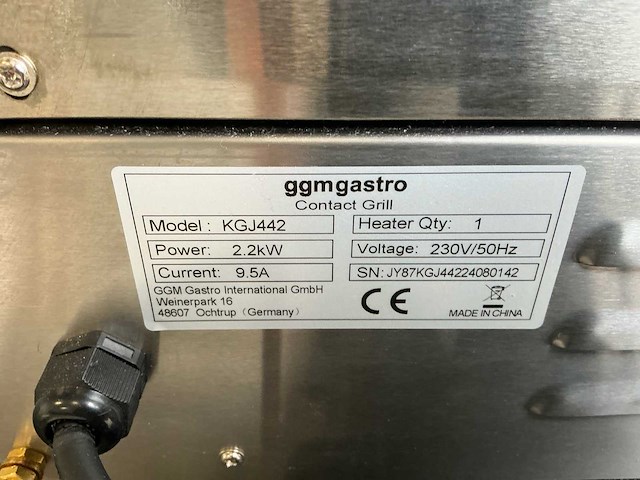 ggmgastro
Contact Grill
Model : KGJ442
Heater Qty: 1
Power: 2.2kW
Voltage: 230V/50Hz
Current: 9.5A
SN: JY87KGJ44224080142
GGM Gastro International GmbH
Weinerpark 16
48607 Ochtrup (Germany)
CE
MADE IN CHINA